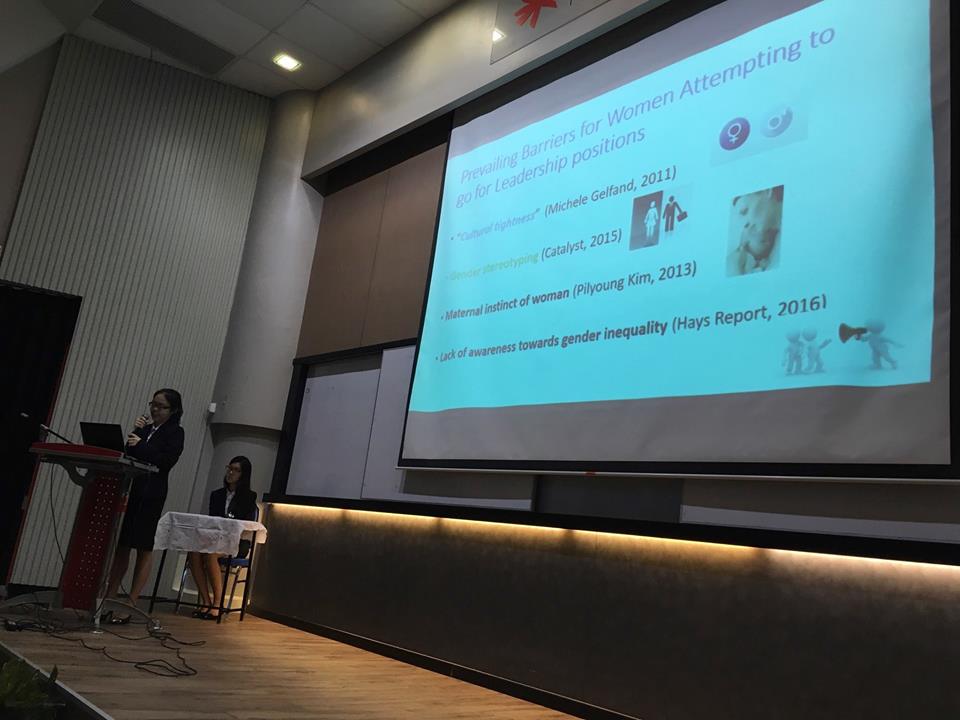 Prevailing Barriers for Women Attempting to
go for Leadership positions
• "Cultural tightness" (Michele Gelfand, 2011)
• Gender stereotyping (Catalyst, 2015)
• Maternal instinct of woman (Pilyoung Kim, 2013)
• Lack of awareness towards gender inequality (Hays Report, 2016)